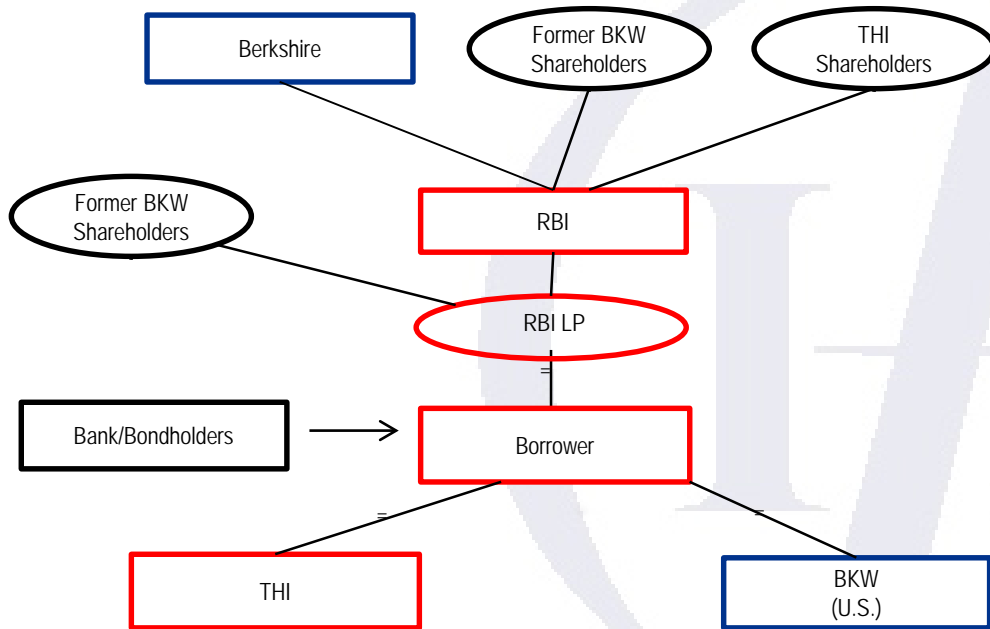 Berkshire
Former BKW
Shareholders
THI
Shareholders
Former BKW
Shareholders
RBI
RBI LP
=
Bank/Bondholders
Borrower
=
=
THI
BKW
(U.S.)